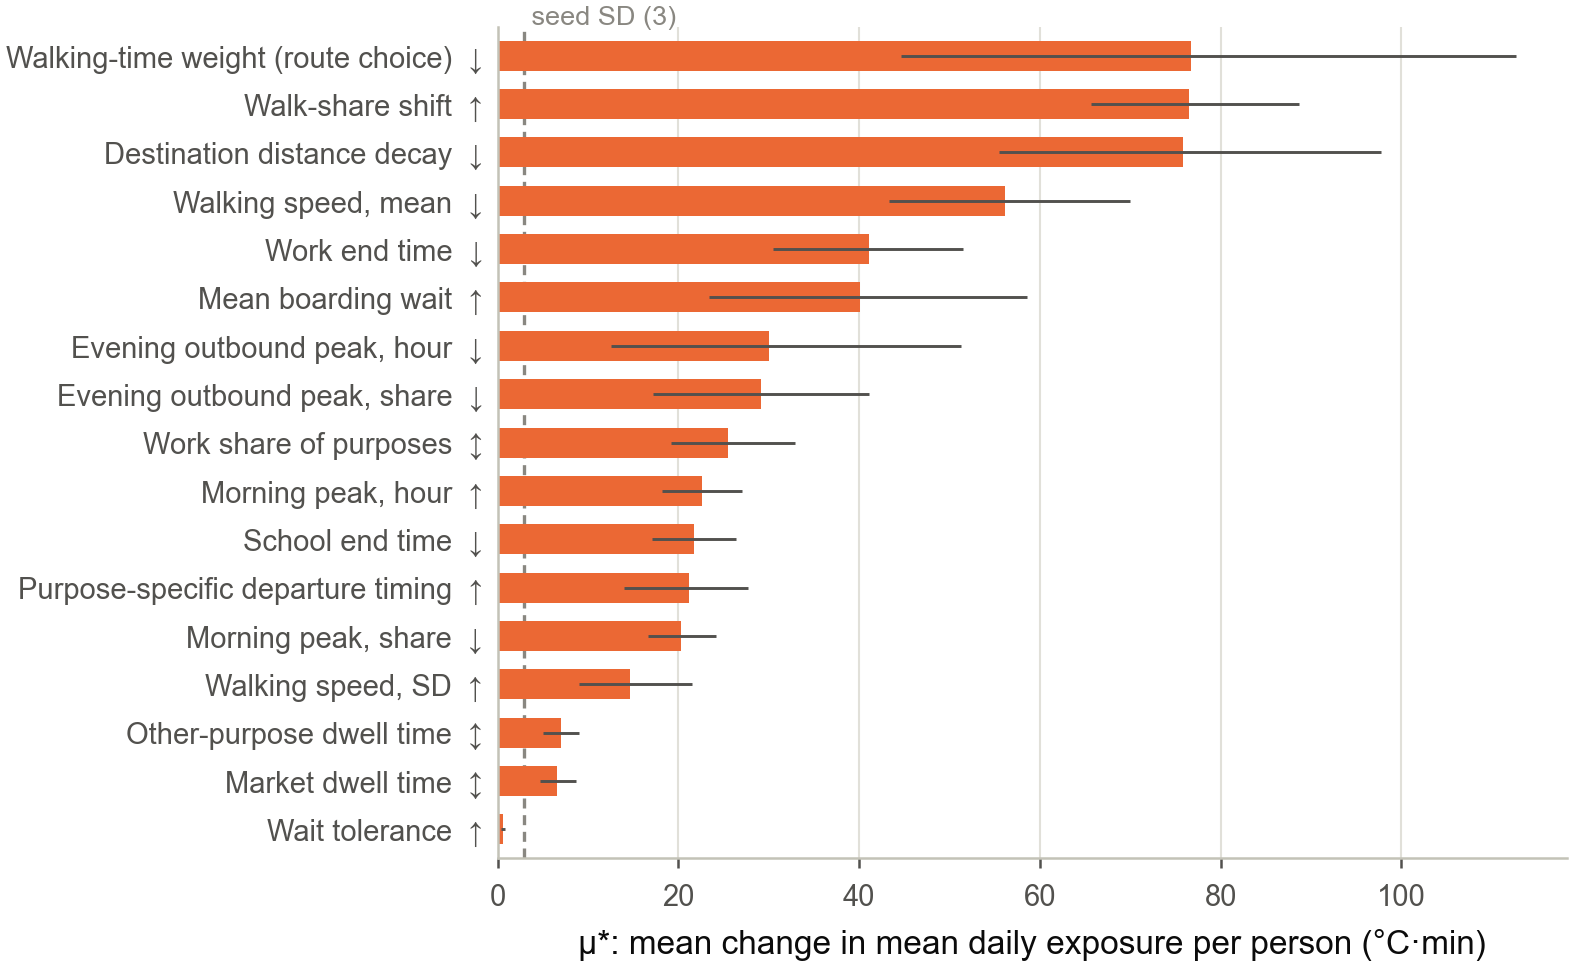 seed SD (3)
Walking-time weight (route choice) ↓
Walk-share shift ↑
Destination distance decay ↓
Walking speed, mean ↓
Work end time ↓
Mean boarding wait ↑
Evening outbound peak, hour ↓
Evening outbound peak, share ↓
Work share of purposes ↕
Morning peak, hour ↑
School end time ↓
Purpose-specific departure timing ↑
Morning peak, share ↓
Walking speed, SD ↑
Other-purpose dwell time ↕
Market dwell time ↕
Wait tolerance ↑
0 20 40 60 80 100
μ*: mean change in mean daily exposure per person (°C·min)